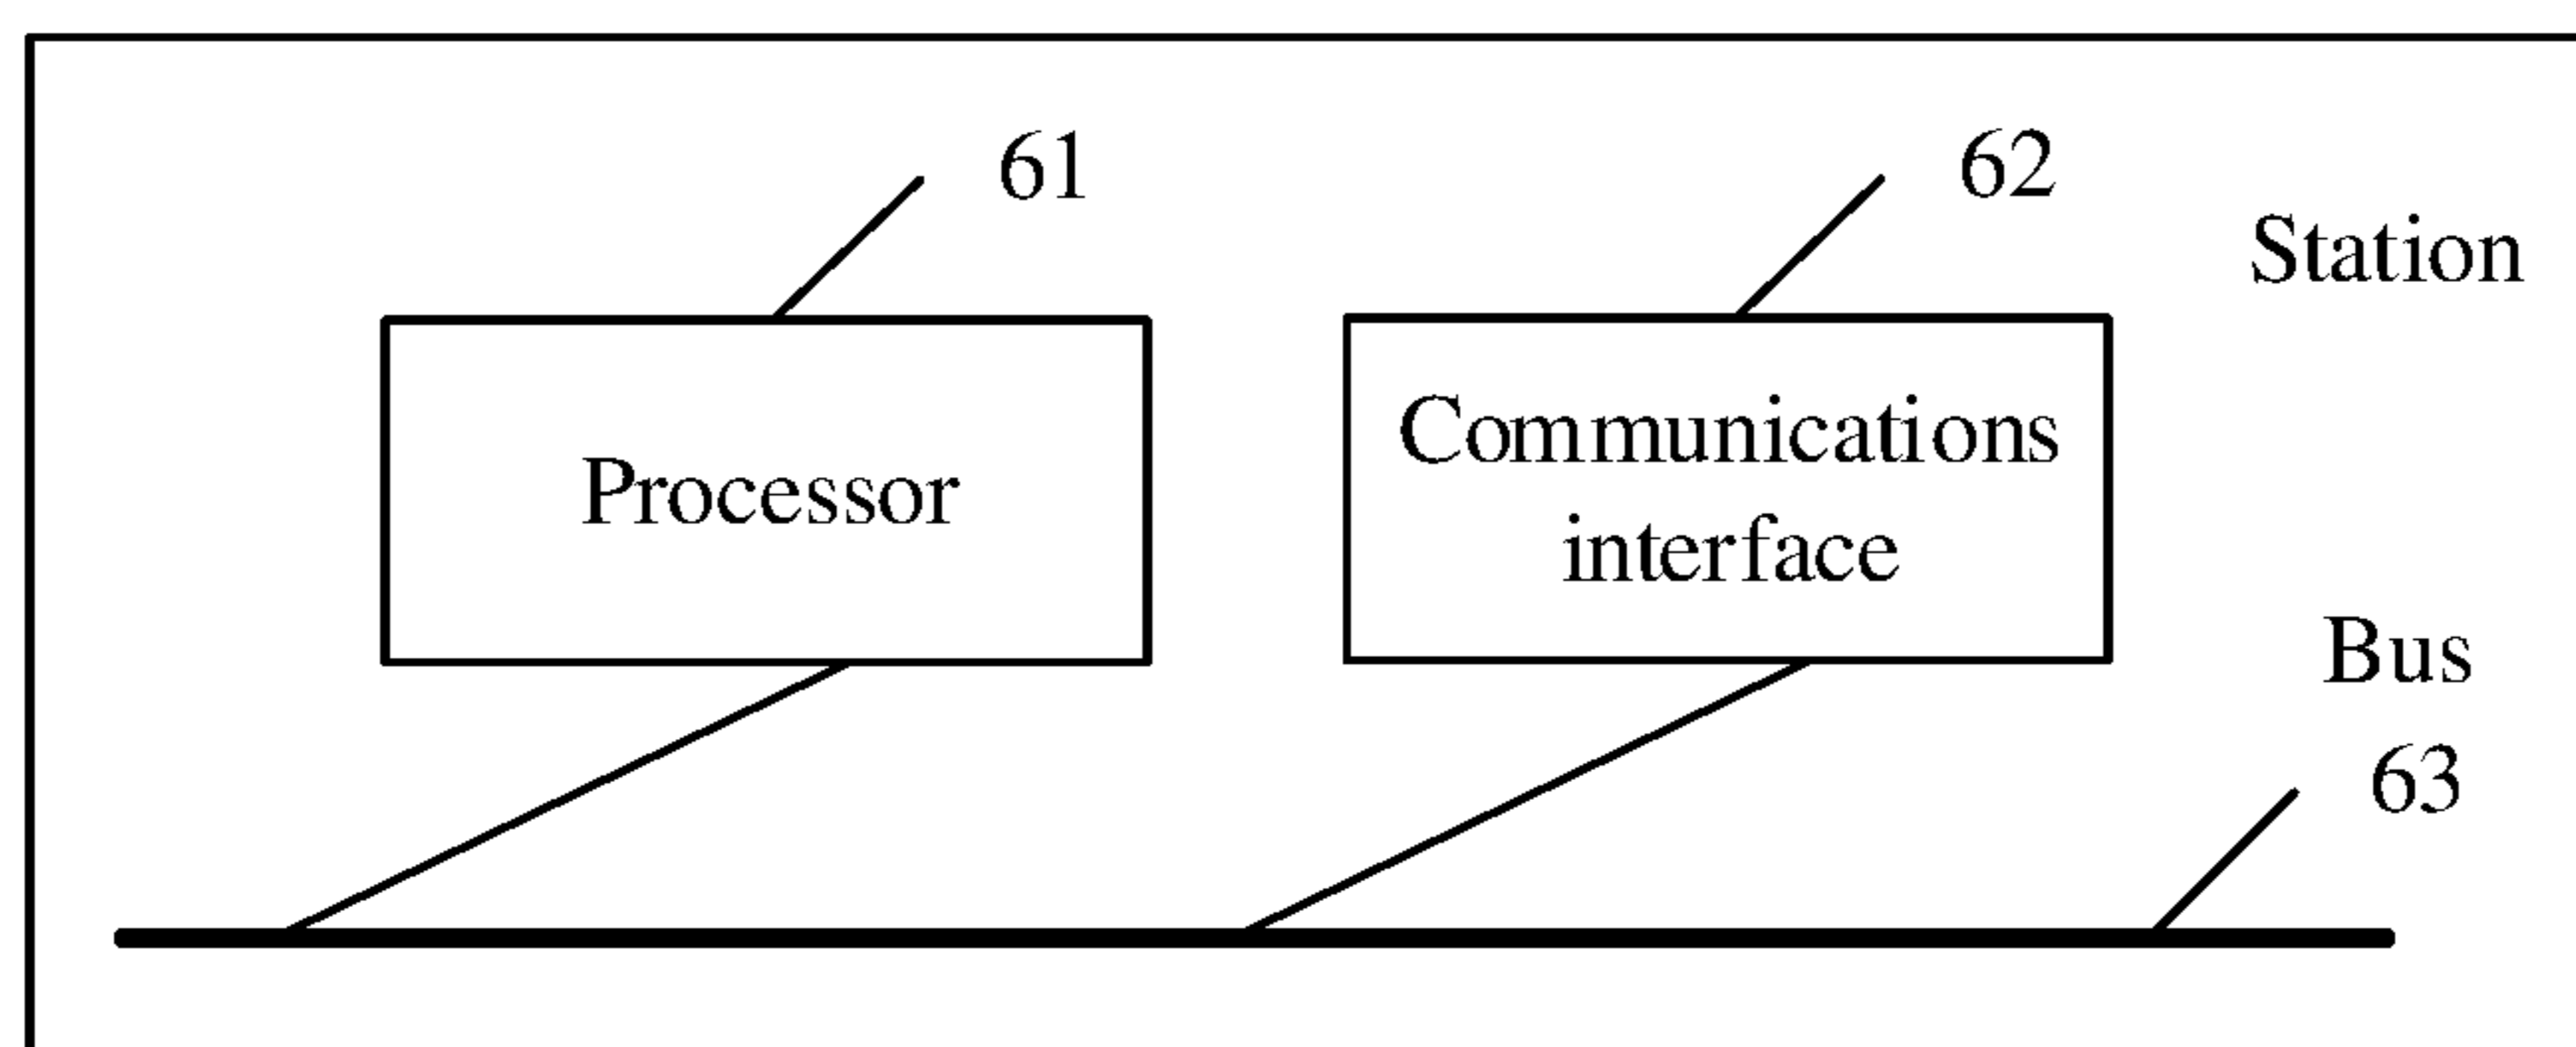 61
62
Station
Processor
Communications
interface
Bus
63